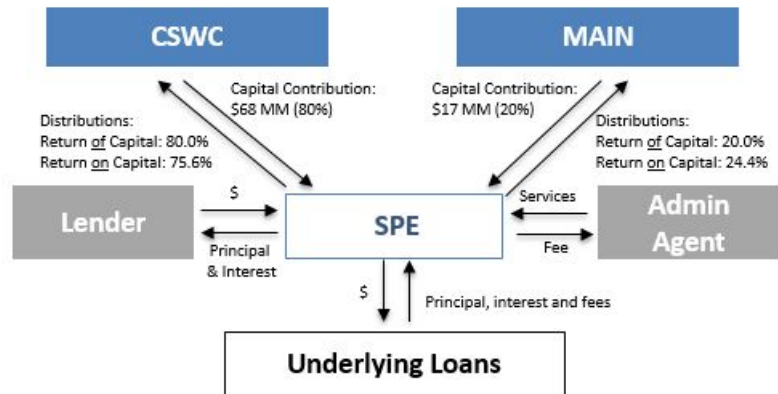 CSWC
MAIN
Capital Contribution:
$68 MM (80%)
Capital Contribution:
$17 MM (20%)
Distributions:
Return of Capital: 80.0%
Return on Capital: 75.6%
Distributions:
Return of Capital: 20.0%
Return on Capital: 24.4%
Lender
$
Principal
& Interest
SPE
Services
Fee
Admin
Agent
$
Principal, interest and fees
Underlying Loans